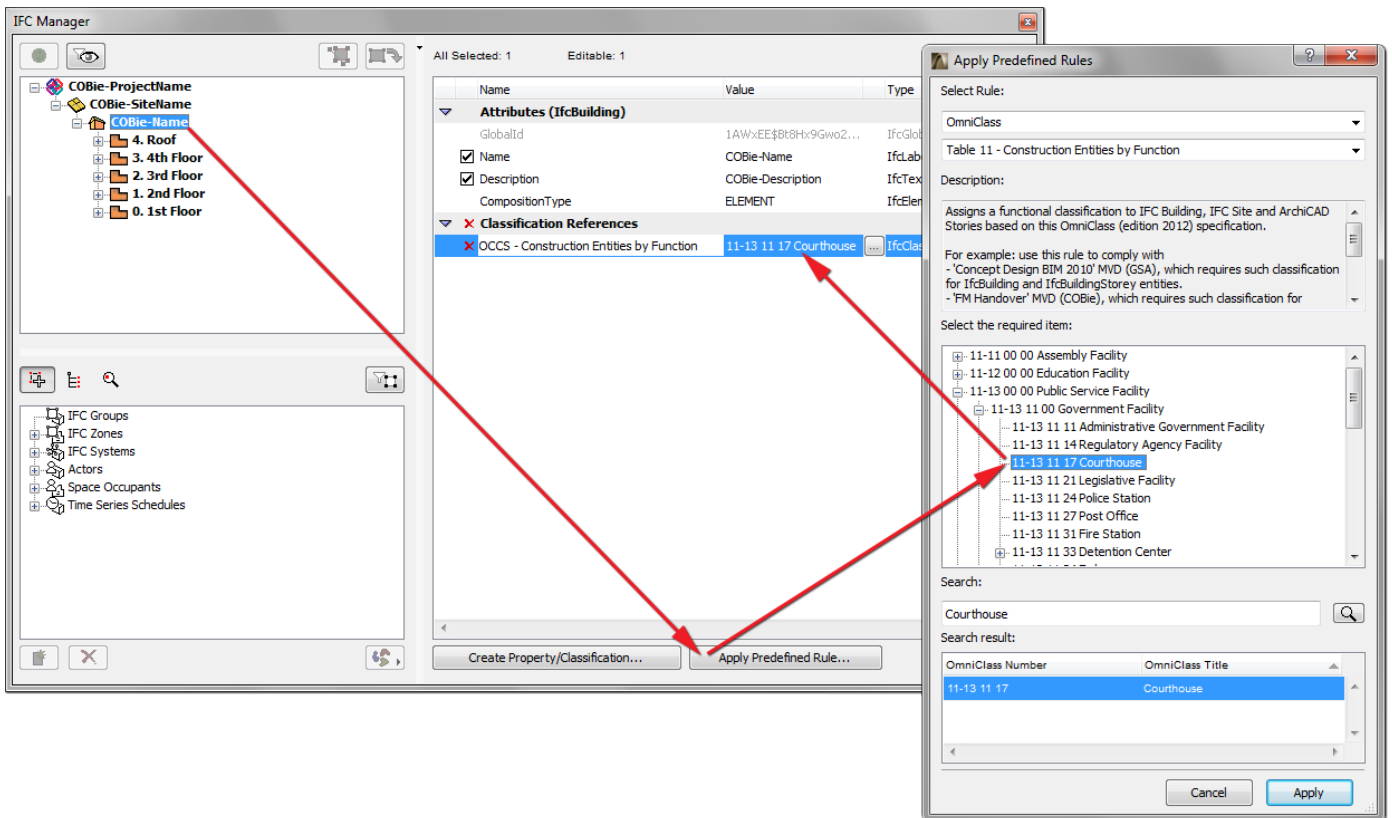 IFC Manager
All Selected: 1 Editable: 1
COBie-ProjectName
COBie-SiteName
COBie-Name
4. Roof
3. 4th Floor
2. 3rd Floor
1. 2nd Floor
0. 1st Floor
IFC Groups
IFC Zones
IFC Systems
Actors
Space Occupants
Time Series Schedules
Name Value Type
Attributes (IfcBuilding)
GlobalId 1AWxEE$Bt8Hx9Gwo2... IfcGlob
Name COBie-Name IfcLab
Description COBie-Description IfcTex
CompositionType ELEMENT IfcElem
Classification References
OCCS - Construction Entities by Function 11-13 11 17 Courthouse ... IfcClas
Create Property/Classification... Apply Predefined Rule...
Apply Predefined Rules
Select Rule:
OmniClass
Table 11 - Construction Entities by Function
Description:
Assigns a functional classification to IFC Building, IFC Site and ArchiCAD
Stories based on this OmniClass (edition 2012) specification.
For example: use this rule to comply with
- 'Concept Design BIM 2010' MVD (GSA), which requires such classification
for IfcBuilding and IfcBuildingStorey entities.
- 'FM Handover' MVD (COBie), which requires such classification for
Select the required item:
11-11 00 00 Assembly Facility
11-12 00 00 Education Facility
11-13 00 00 Public Service Facility
11-13 11 00 Government Facility
11-13 11 11 Administrative Government Facility
11-13 11 14 Regulatory Agency Facility
11-13 11 17 Courthouse
11-13 11 21 Legislative Facility
11-13 11 24 Police Station
11-13 11 27 Post Office
11-13 11 31 Fire Station
11-13 11 33 Detention Center
Search:
Courthouse
Search result:
OmniClass Number OmniClass Title
11-13 11 17 Courthouse
Cancel Apply